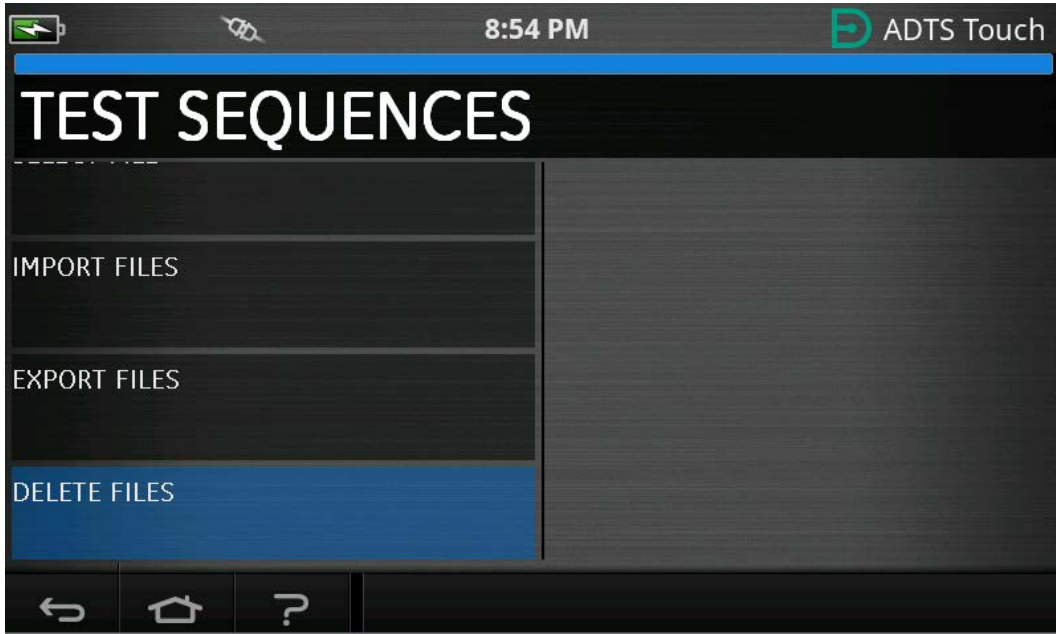 8:54 PM
ADTS Touch
TEST SEQUENCES
IMPORT FILES
EXPORT FILES
DELETE FILES